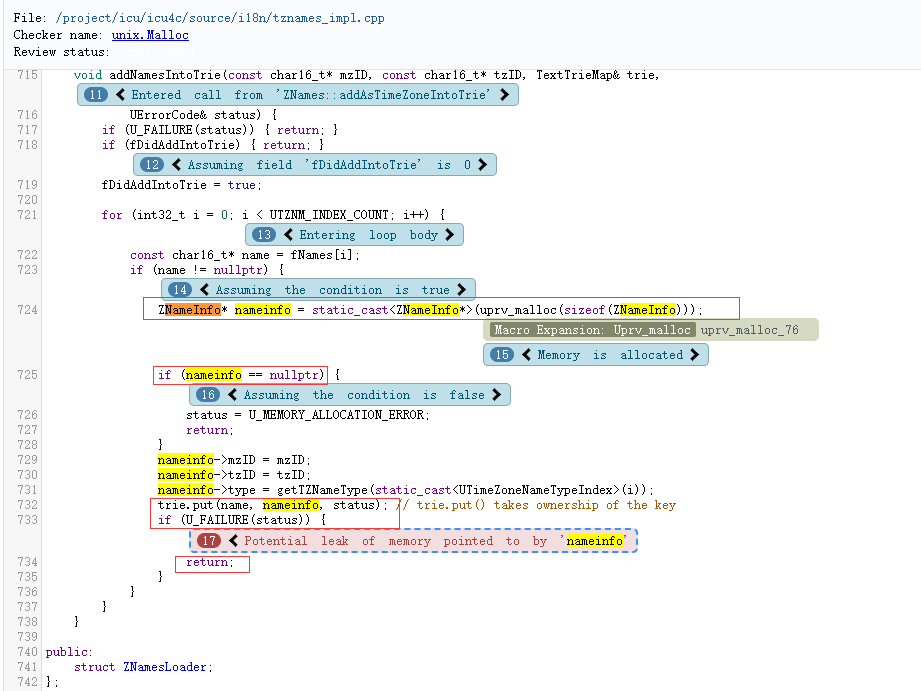 File: /project/icu/icu4c/source/i18n/tznames_impl.cpp
Checker name: unix.Malloc
Review status:
715 void addNamesIntoTrie(const char16_t* mzID, const char16_t* tzID, TextTrieMap& trie,
11 Entered call from 'ZNames::addAsTimeZoneIntoTrie'
716 UErrorCode& status) {
717 if (U_FAILURE(status)) { return; }
718 if (fDidAddIntoTrie) { return; }
12 Assuming field 'fDidAddIntoTrie' is 0
719 fDidAddIntoTrie = true;
720
721 for (int32_t i = 0; i < UTZNM_INDEX_COUNT; i++) {
13 Entering loop body
722 const char16_t* name = fNames[i];
723 if (name != nullptr) {
14 Assuming the condition is true
724 ZNameInfo* nameinfo = static_cast<ZNameInfo*>(uprv_malloc(sizeof(ZNameInfo)));
Macro Expansion: Uprv_malloc uprv_malloc_76
15 Memory is allocated
725 if (nameinfo == nullptr) {
16 Assuming the condition is false
726 status = U_MEMORY_ALLOCATION_ERROR;
727 return;
728 }
729 nameinfo->mzID = mzID;
730 nameinfo->tzID = tzID;
731 nameinfo->type = getTZNameType(static_cast<UTimeZoneNameTypeIndex>(i));
732 trie.put(name, nameinfo, status); // trie.put() takes ownership of the key
733 if (U_FAILURE(status)) {
17 Potential leak of memory pointed to by 'nameinfo'
734 return;
735 }
736 }
737 }
738 }
739
740 public:
741 struct ZNamesLoader;
742 };